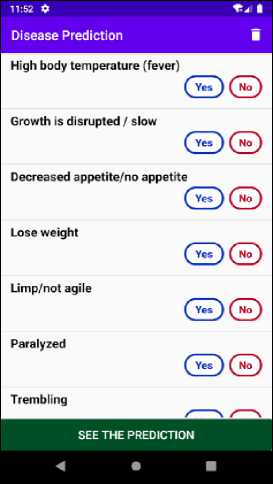 11:52
Disease Prediction
High body temperature (fever)
Yes No
Growth is disrupted / slow
Yes No
Decreased appetite/no appetite
Yes No
Lose weight
Yes No
Limp/not agile
Yes No
Paralyzed
Yes No
Trembling
SEE THE PREDICTION